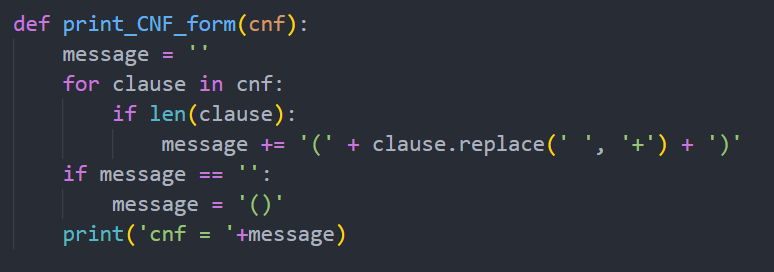 def print_CNF_form(cnf):
    message = ''
    for clause in cnf:
        if len(clause):
            message += '(' + clause.replace(' ', '+') + ')'
    if message == '':
        message = '()'
    print('cnf = '+message)